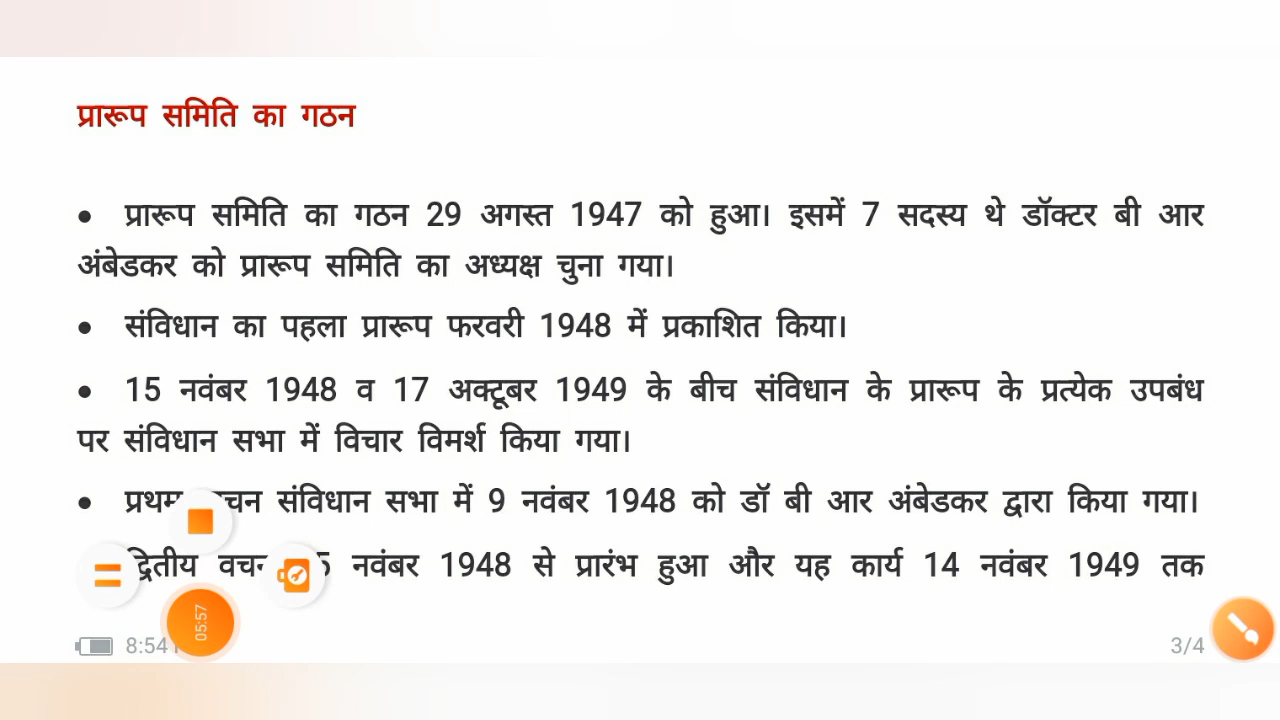 प्रारूप समिति का गठन
• प्रारूप समिति का गठन 29 अगस्त 1947 को हुआ। इसमें 7 सदस्य थे डॉक्टर बी आर
अंबेडकर को प्रारूप समिति का अध्यक्ष चुना गया।
• संविधान का पहला प्रारूप फरवरी 1948 में प्रकाशित किया।
• 15 नवंबर 1948 व 17 अक्टूबर 1949 के बीच संविधान के प्रारूप के प्रत्येक उपबंध
पर संविधान सभा में विचार विमर्श किया गया।
• संविधान सभा में 9 नवंबर 1948 को डॉ बी आर अंबेडकर द्वारा किया गया।
द्वितीय नवंबर 1948 से प्रारंभ हुआ और यह कार्य 14 नवंबर 1949 तक
05:57
8:54
3/4